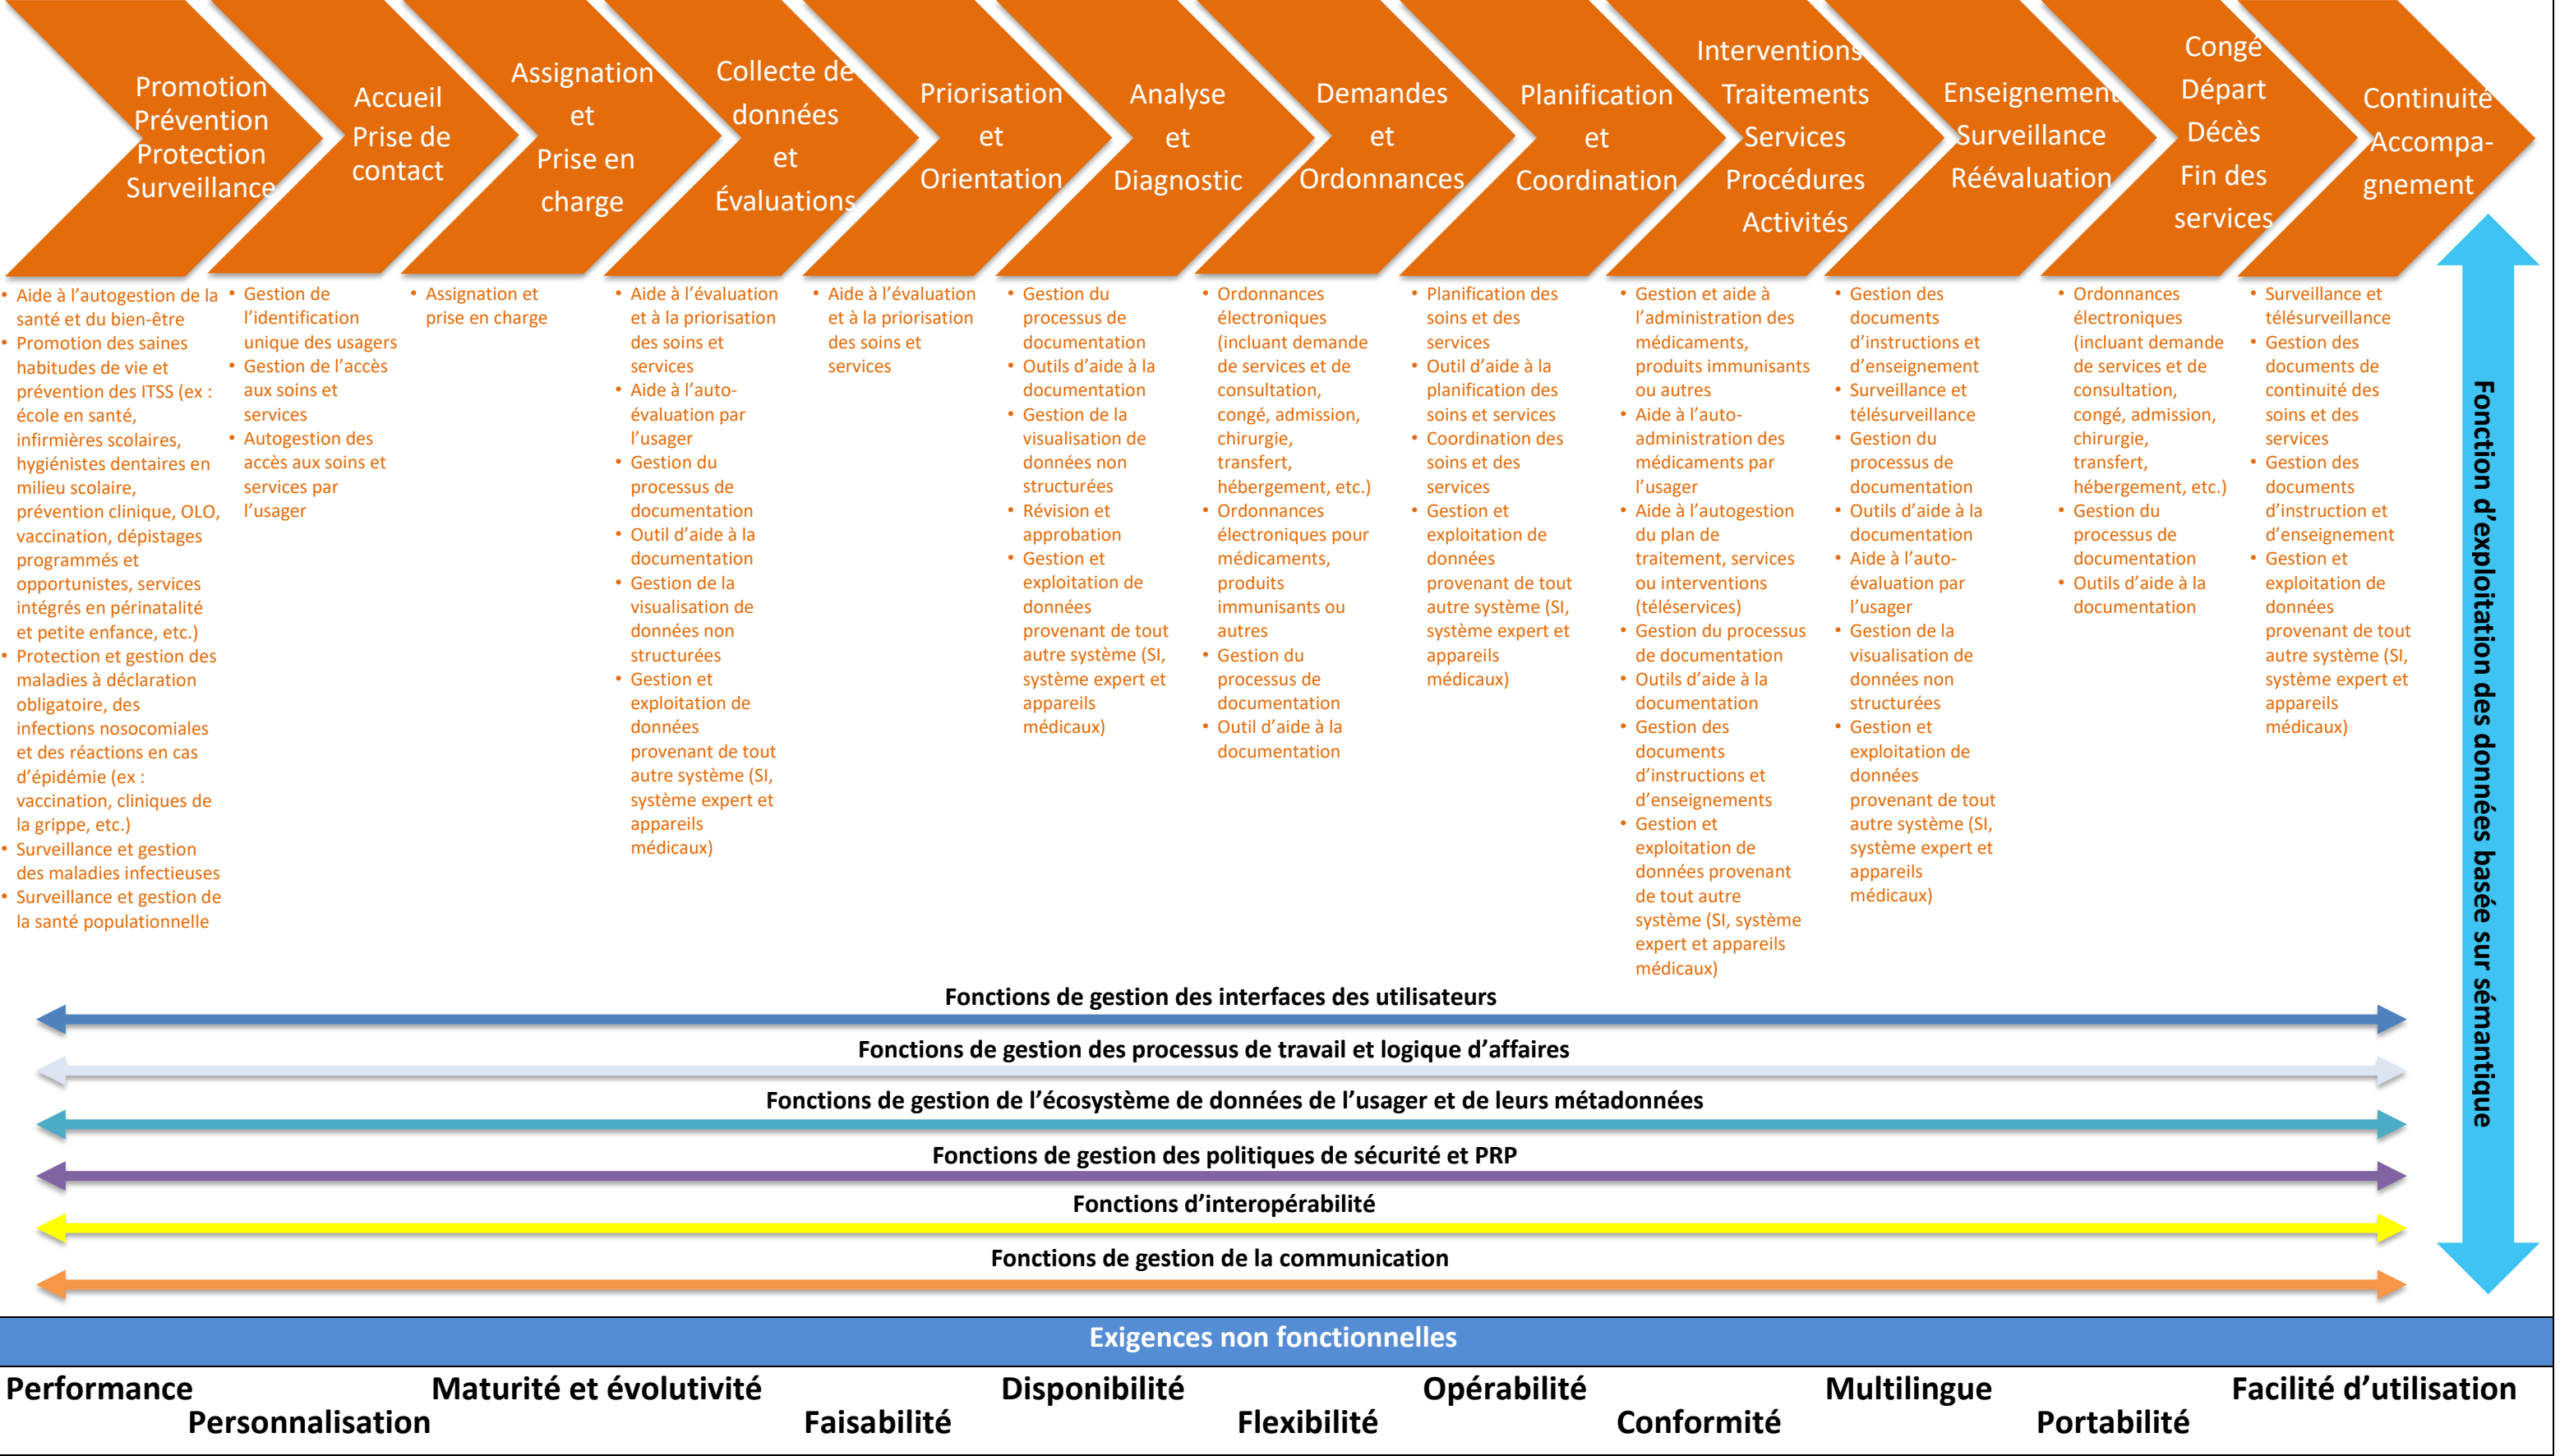 Promotion
Prévention
Protection
Surveillance
Accueil
Prise de
contact
Assignation
et
Prise en
charge
Collecte de
données
et
Évaluations
Priorisation
et
Orientation
Analyse
et
Diagnostic
Demandes
et
Ordonnances
Planification
et
Coordination
Interventions
Traitements
Services
Procédures
Activités
Enseignement
Surveillance
Réévaluation
Congé
Départ
Décès
Fin des
services
Continuité
Accompa-
gnement
• Aide à l’autogestion de la
santé et du bien-être
• Promotion des saines
habitudes de vie et
prévention des ITSS (ex :
école en santé,
infirmières scolaires,
hygiénistes dentaires en
milieu scolaire,
prévention clinique, OLO,
vaccination, dépistages
programmés et
opportunistes, services
intégrés en périnatalité
et petite enfance, etc.)
• Protection et gestion des
maladies à déclaration
obligatoire, des
infections nosocomiales
et des réactions en cas
d’épidémie (ex :
vaccination, cliniques de
la grippe, etc.)
• Surveillance et gestion
des maladies infectieuses
• Surveillance et gestion de
la santé populationnelle
• Gestion de
l’identification
unique des usagers
• Gestion de l’accès
aux soins et
services
• Autogestion des
accès aux soins et
services par
l’usager
• Assignation et
prise en charge
• Aide à l’évaluation
et à la priorisation
des soins et
services
• Aide à l’auto-
évaluation par
l’usager
• Gestion du
processus de
documentation
• Outil d’aide à la
documentation
• Gestion de la
visualisation de
données non
structurées
• Gestion et
exploitation de
données
provenant de tout
autre système (SI,
système expert et
appareils
médicaux)
• Aide à l’évaluation
et à la priorisation
des soins et
services
• Gestion du
processus de
documentation
• Outils d’aide à la
documentation
• Gestion de la
visualisation de
données non
structurées
• Révision et
approbation
• Gestion et
exploitation de
données
provenant de tout
autre système (SI,
système expert et
appareils
médicaux)
• Ordonnances
électroniques
(incluant demande
de services et de
consultation,
congé, admission,
chirurgie,
transfert,
hébergement, etc.)
• Ordonnances
électroniques pour
médicaments,
produits
immunisants ou
autres
• Gestion du
processus de
documentation
• Outil d’aide à la
documentation
• Planification des
soins et des
services
• Outil d’aide à la
planification des
soins et services
• Coordination des
soins et des
services
• Gestion et
exploitation de
données
provenant de tout
autre système (SI,
système expert et
appareils
médicaux)
• Gestion et aide à
l’administration des
médicaments,
produits immunisants
ou autres
• Aide à l’auto-
administration des
médicaments par
l’usager
• Aide à l’autogestion
du plan de
traitement, services
ou interventions
(téléservices)
• Gestion du processus
de documentation
• Outils d’aide à la
documentation
• Gestion des
documents
d’instructions et
d’enseignements
• Gestion et
exploitation de
données provenant
de tout autre
système (SI, système
expert et appareils
médicaux)
• Gestion des
documents
d’instructions et
d’enseignement
• Surveillance et
télésurveillance
• Gestion du
processus de
documentation
• Outils d’aide à la
documentation
• Aide à l’auto-
évaluation par
l’usager
• Gestion de la
visualisation de
données non
structurées
• Gestion et
exploitation de
données
provenant de tout
autre système (SI,
système expert et
appareils
médicaux)
• Ordonnances
électroniques
(incluant demande
de services et de
consultation,
congé, admission,
chirurgie,
transfert,
hébergement, etc.)
• Gestion du
processus de
documentation
• Outils d’aide à la
documentation
• Surveillance et
télésurveillance
• Gestion des
documents de
continuité des
soins et des
services
• Gestion des
documents
d’instruction et
d’enseignement
• Gestion et
exploitation de
données
provenant de tout
autre système (SI,
système expert et
appareils
médicaux)
Fonction d’exploitation des données basée sur sémantique
Fonctions de gestion des interfaces des utilisateurs
Fonctions de gestion des processus de travail et logique d’affaires
Fonctions de gestion de l’écosystème de données de l’usager et de leurs métadonnées
Fonctions de gestion des politiques de sécurité et PRP
Fonctions d’interopérabilité
Fonctions de gestion de la communication
Exigences non fonctionnelles
Performance Maturité et évolutivité Disponibilité Opérabilité Multilingue Facilité d’utilisation
Personnalisation Faisabilité Flexibilité Conformité Portabilité